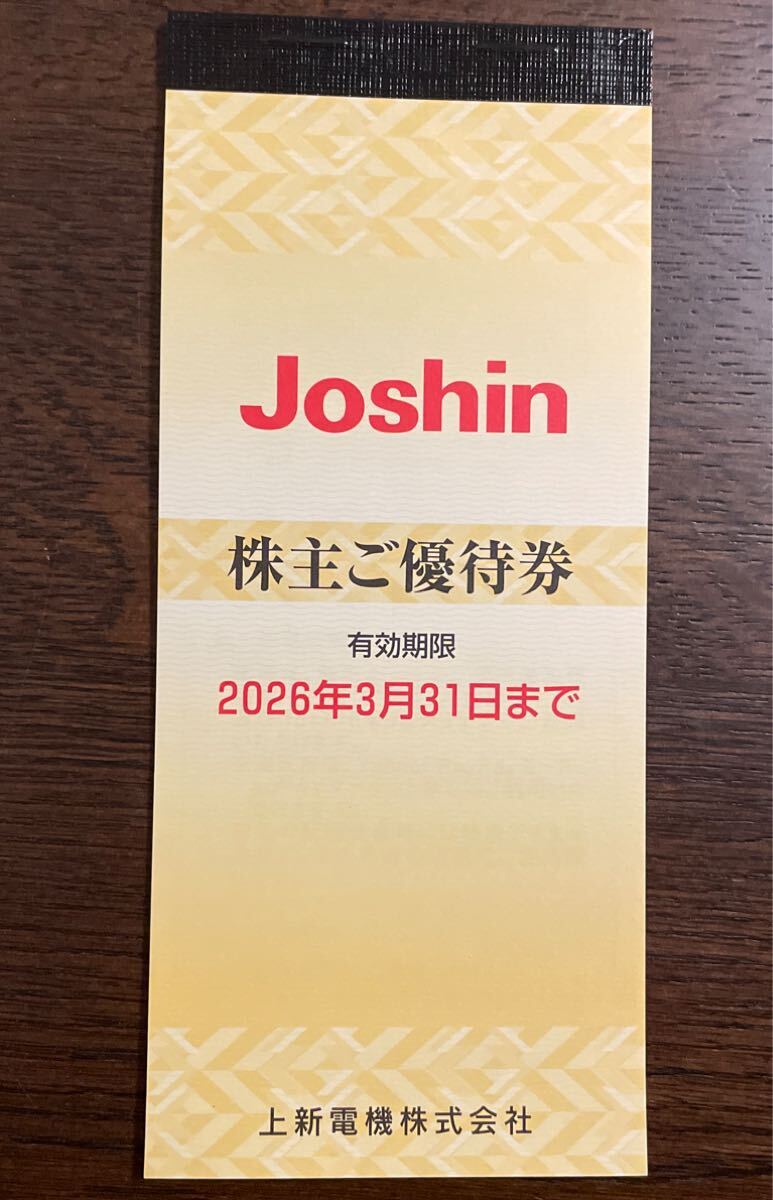 Joshin
株主ご優待券
有効期限
2026年3月31日まで
上新電機株式会社